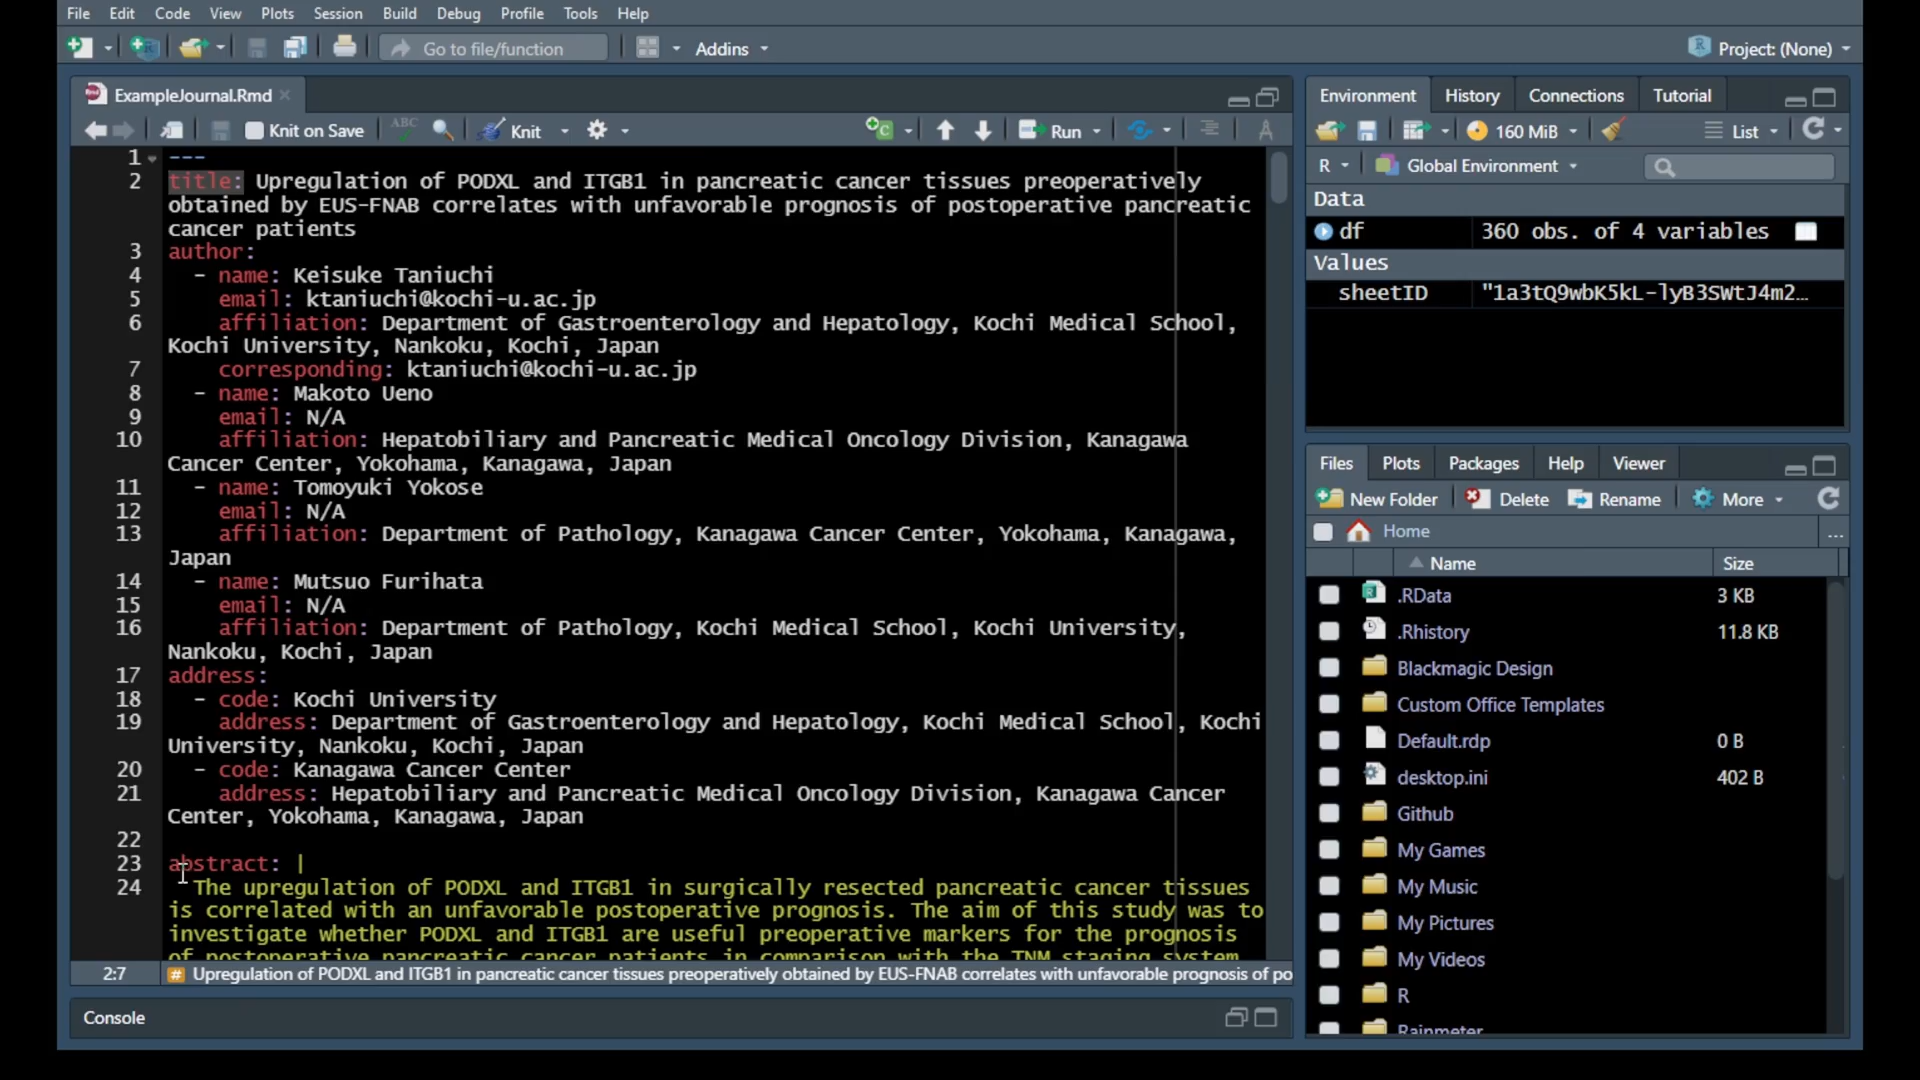 File Edit Code View Plots Session Build Debug Profile Tools Help
Go to file/function Addins Project: (None)
ExampleJournal.Rmd
Knit on Save ABC Knit Run
1 ---
2 title: Upregulation of PODXL and ITGB1 in pancreatic cancer tissues preoperatively
obtained by EUS-FNAB correlates with unfavorable prognosis of postoperative pancreatic
cancer patients
3 author:
4 - name: Keisuke Taniuchi
5 email: ktaniuchi@kochi-u.ac.jp
6 affiliation: Department of Gastroenterology and Hepatology, Kochi Medical School,
Kochi University, Nankoku, Kochi, Japan
7 corresponding: ktaniuchi@kochi-u.ac.jp
8 - name: Makoto Ueno
9 email: N/A
10 affiliation: Hepatobiliary and Pancreatic Medical Oncology Division, Kanagawa
Cancer Center, Yokohama, Kanagawa, Japan
11 - name: Tomoyuki Yokose
12 email: N/A
13 affiliation: Department of Pathology, Kanagawa Cancer Center, Yokohama, Kanagawa,
Japan
14 - name: Mutsuo Furihata
15 email: N/A
16 affiliation: Department of Pathology, Kochi Medical School, Kochi University,
Nankoku, Kochi, Japan
17 address:
18 - code: Kochi University
19 address: Department of Gastroenterology and Hepatology, Kochi Medical School, Kochi
University, Nankoku, Kochi, Japan
20 - code: Kanagawa Cancer Center
21 address: Hepatobiliary and Pancreatic Medical Oncology Division, Kanagawa Cancer
Center, Yokohama, Kanagawa, Japan
22
23 abstract: |
24 The upregulation of PODXL and ITGB1 in surgically resected pancreatic cancer tissues
is correlated with an unfavorable postoperative prognosis. The aim of this study was to
investigate whether PODXL and ITGB1 are useful preoperative markers for the prognosis
of postoperative pancreatic cancer patients in comparison with the TNM staging system
2:7 # Upregulation of PODXL and ITGB1 in pancreatic cancer tissues preoperatively obtained by EUS-FNAB correlates with unfavorable prognosis of po
Console
Environment History Connections Tutorial
160 MiB List
R Global Environment
Data
df 360 obs. of 4 variables
Values
sheetID "1a3tQ9wbK5kL-lyB3SWtJ4m2…
Files Plots Packages Help Viewer
New Folder Delete Rename More
Home ...
Name Size
.RData 3 KB
.Rhistory 11.8 KB
Blackmagic Design
Custom Office Templates
Default.rdp 0 B
desktop.ini 402 B
Github
My Games
My Music
My Pictures
My Videos
R
Rainmeter